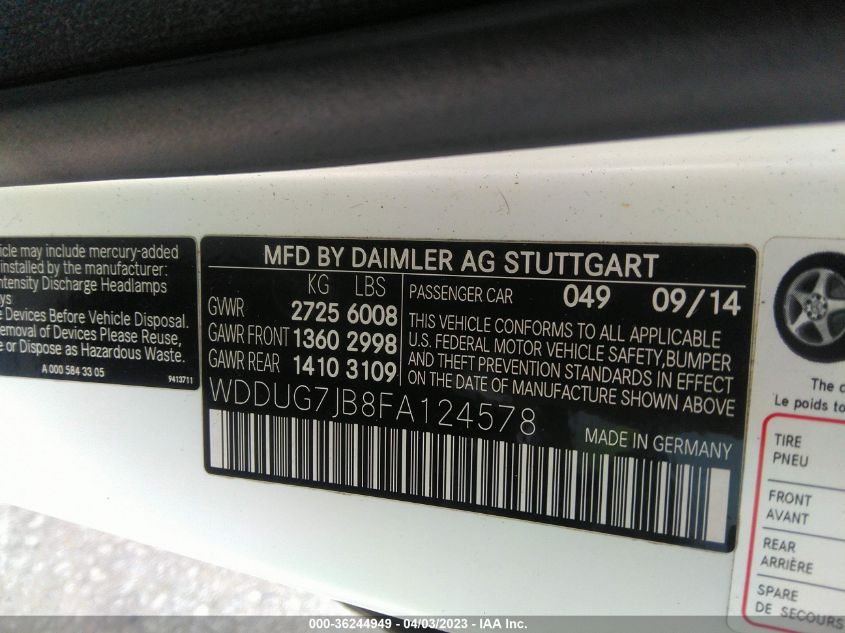 hicle may include mercury-added
installed by the manufacturer:
ntensity Discharge Headlamps
ys
e Devices Before Vehicle Disposal.
Removal of Devices Please Reuse,
e or Dispose as Hazardous Waste.
A 000 584 33 05
9413711
MFD BY DAIMLER AG STUTTGART
KG LBS
GVWR 2725 6008
GAWR FRONT 1360 2998
GAWR REAR 1410 3109
PASSENGER CAR 049 09/14
THIS VEHICLE CONFORMS TO ALL APPLICABLE
U.S. FEDERAL MOTOR VEHICLE SAFETY,BUMPER
AND THEFT PREVENTION STANDARDS IN EFFECT
ON THE DATE OF MANUFACTURE SHOWN ABOVE
WDDUG7JB8FA124578
MADE IN GERMANY
The c
Le poids to
TIRE
PNEU
FRONT
AVANT
REAR
ARRIÈRE
SPARE
DE SECOURS
000-36244949 - 04/03/2023 - IAA Inc.